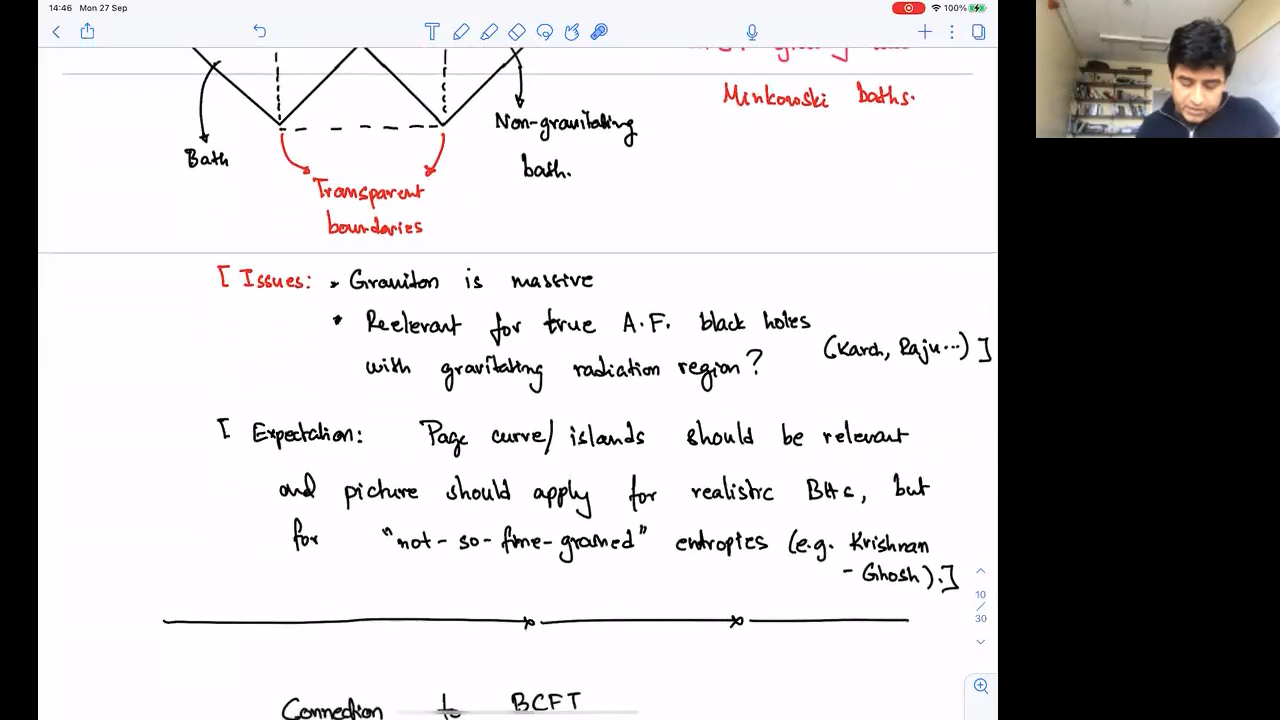 14:46 Mon 27 Sep
100%
Minkowski baths.
Non-gravitating
bath.
Bath
Transparent
boundaries
[ Issues: • Graviton is massive
• Reelevant for true A.F. black holes
with gravitating radiation region?
(Karch, Raju...) ]
[ Expectation: Page curve/ islands should be relevant
and picture should apply for realistic BHs, but
for "not-so-fine-grained" entropies (e.g. Krishnan
- Ghosh).]
10
/
30
Connection to BCFT